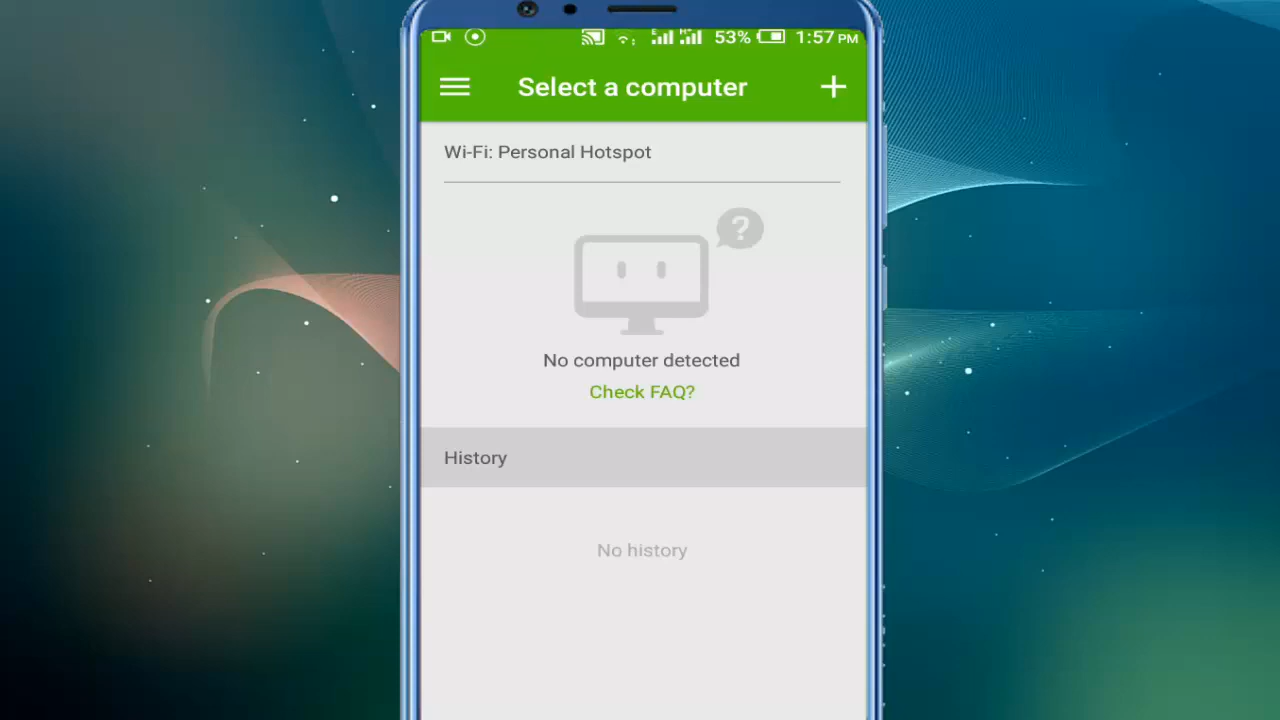 53% 1:57 PM
Select a computer
Wi-Fi: Personal Hotspot
?
No computer detected
Check FAQ?
History
No history